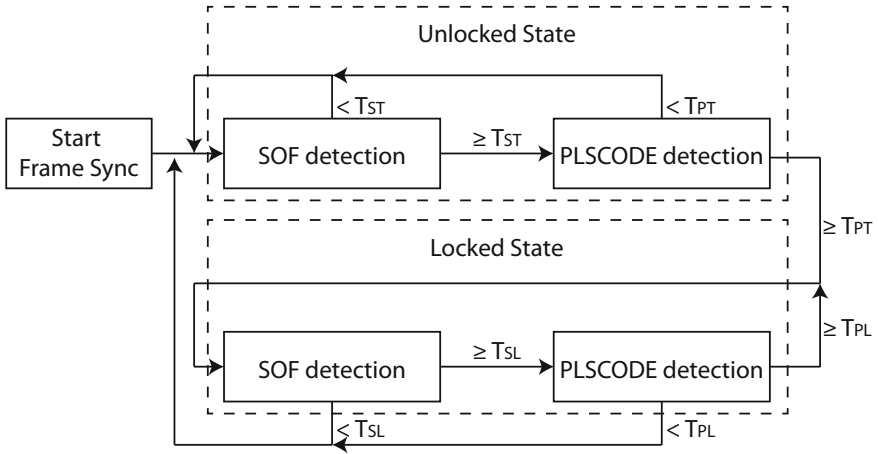 Unlocked State
< TST
< TPT
Start
Frame Sync
SOF detection
≥ TST
PLSCODE detection
≥ TPT
Locked State
SOF detection
≥ TSL
PLSCODE detection
≥ TPL
< TSL
< TPL